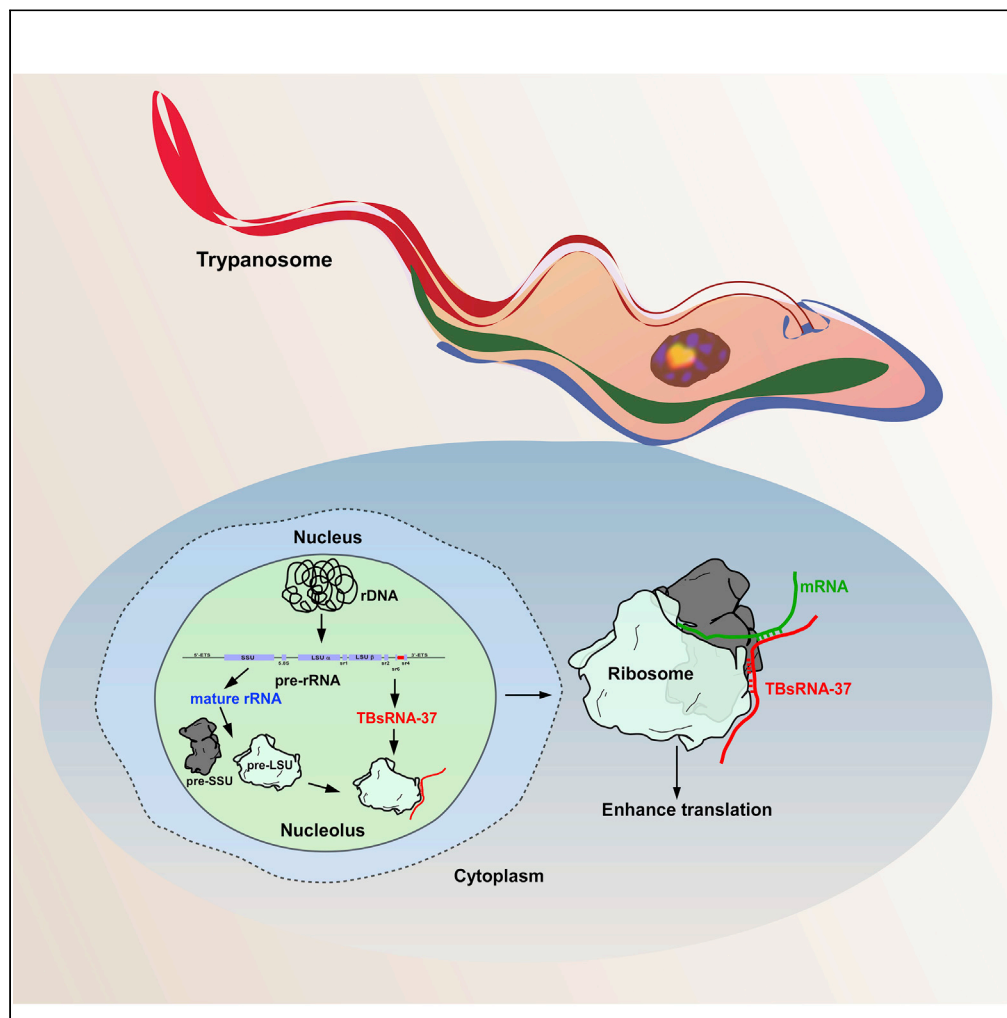 Trypanosome
Nucleus
rDNA
5'-ETS SSU 5.8S LSU α sr1 LSU β sr2 sr6 sr4 3'-ETS
pre-rRNA
mature rRNA
TBsRNA-37
pre-SSU
pre-LSU
Nucleolus
Cytoplasm
mRNA
Ribosome
TBsRNA-37
Enhance translation